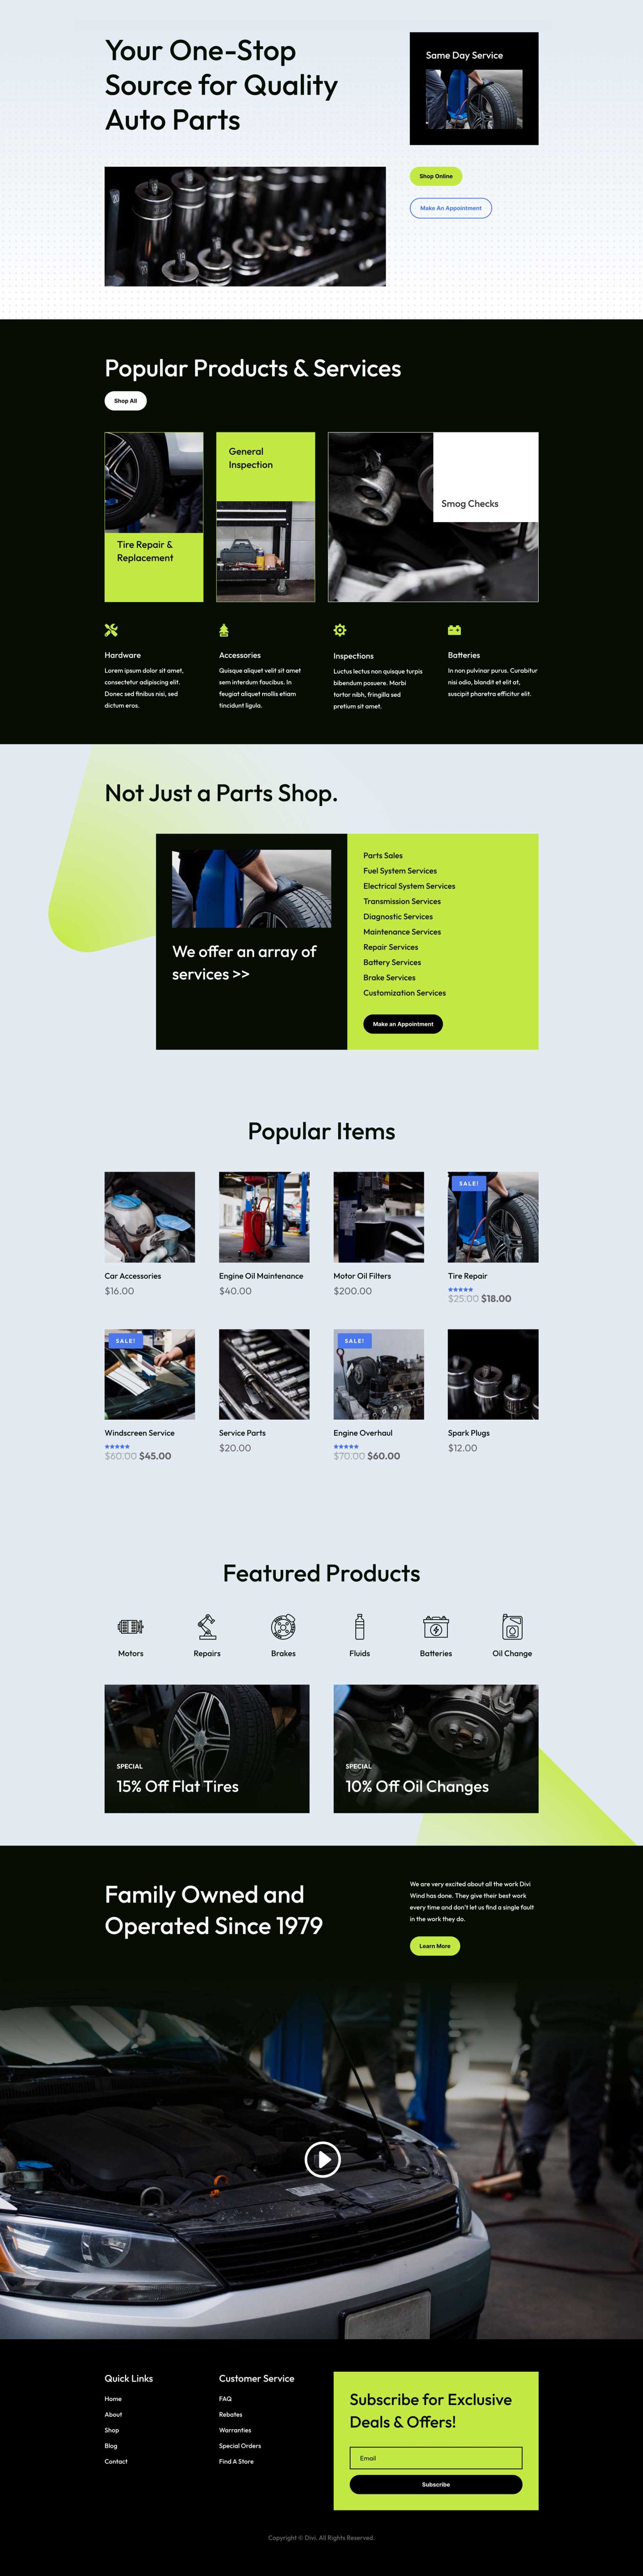 Your One-Stop
Source for Quality
Auto Parts
Same Day Service
Shop Online
Make An Appointment
Popular Products & Services
Shop All
Tire Repair &
Replacement
General
Inspection
Smog Checks
Hardware
Lorem ipsum dolor sit amet,
consectetur adipiscing elit.
Donec sed finibus nisi, sed
dictum eros.
Accessories
Quisque aliquet velit sit amet
sem interdum faucibus. In
feugiat aliquet mollis etiam
tincidunt ligula.
Inspections
Luctus lectus non quisque turpis
bibendum posuere. Morbi
tortor nibh, fringilla sed
pretium sit amet.
Batteries
In non pulvinar purus. Curabitur
nisi odio, blandit et elit at,
suscipit pharetra efficitur elit.
Not Just a Parts Shop.
We offer an array of
services >>
Parts Sales
Fuel System Services
Electrical System Services
Transmission Services
Diagnostic Services
Maintenance Services
Repair Services
Battery Services
Brake Services
Customization Services
Make an Appointment
Popular Items
Car Accessories
$16.00
Engine Oil Maintenance
$40.00
Motor Oil Filters
$200.00
SALE!
Tire Repair
$25.00 $18.00
SALE!
Windscreen Service
$60.00 $45.00
Service Parts
$20.00
SALE!
Engine Overhaul
$70.00 $60.00
Spark Plugs
$12.00
Featured Products
Motors
Repairs
Brakes
Fluids
Batteries
Oil Change
SPECIAL
15% Off Flat Tires
SPECIAL
10% Off Oil Changes
Family Owned and
Operated Since 1979
We are very excited about all the work Divi
Wind has done. They give their best work
every time and don't let us find a single fault
in the work they do.
Learn More
Quick Links
Home
About
Shop
Blog
Contact
Customer Service
FAQ
Rebates
Warranties
Special Orders
Find A Store
Subscribe for Exclusive
Deals & Offers!
Email
Subscribe
Copyright © Divi. All Rights Reserved.